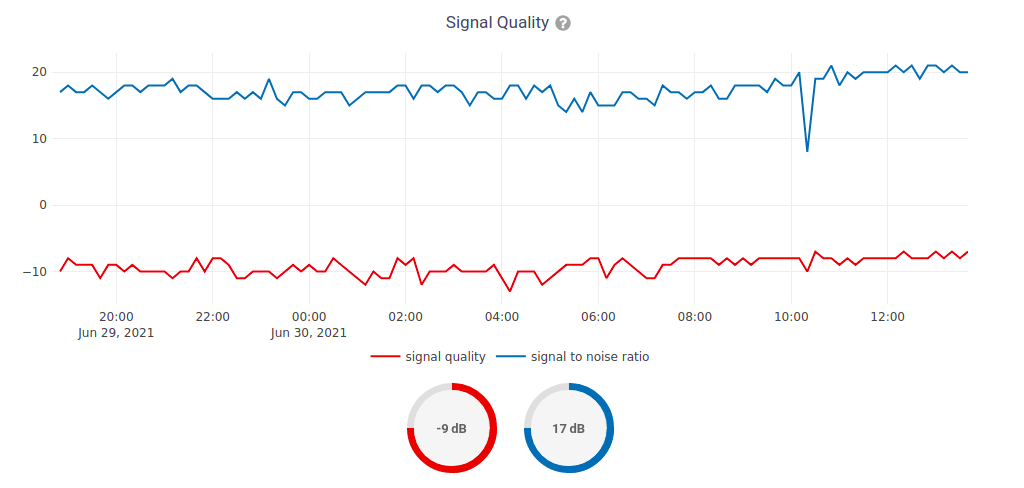 Signal Quality ?
20
10
0
−10
20:00 22:00 00:00 02:00 04:00 06:00 08:00 10:00 12:00
Jun 29, 2021 Jun 30, 2021
signal quality signal to noise ratio
-9 dB 17 dB